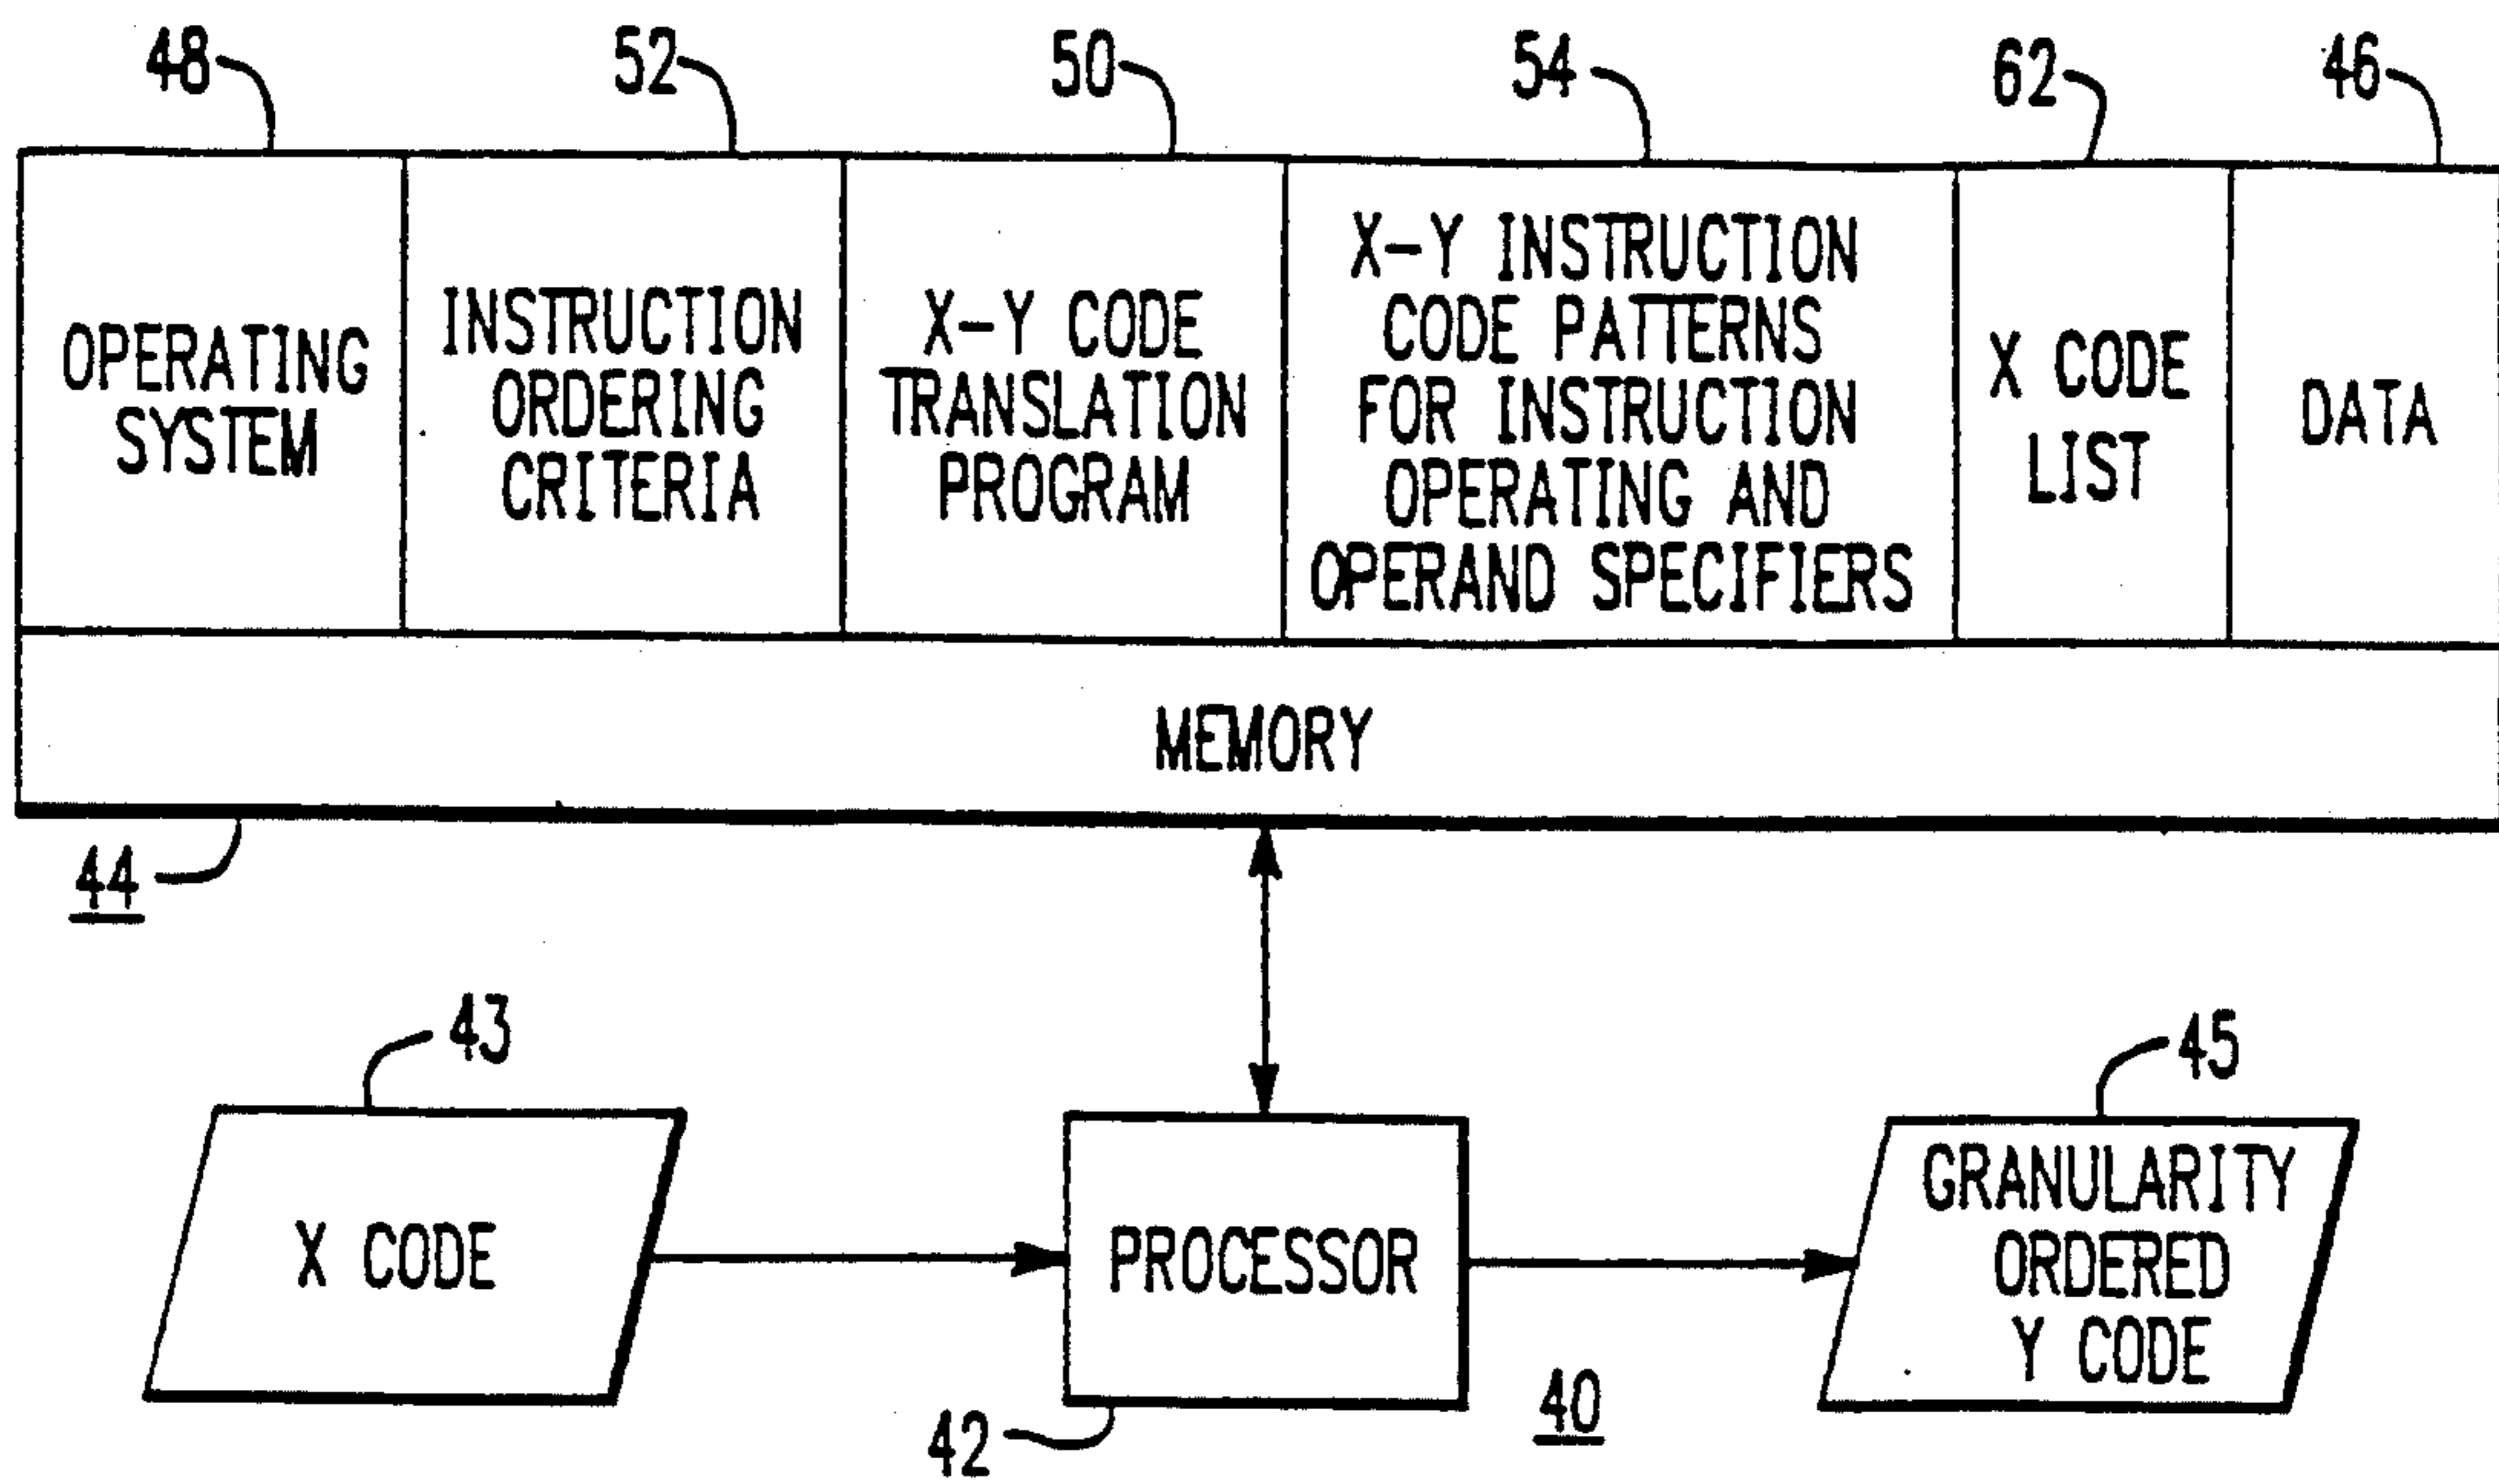 48 52 50 54 62 46
OPERATING
SYSTEM
INSTRUCTION
ORDERING
CRITERIA
X-Y CODE
TRANSLATION
PROGRAM
X-Y INSTRUCTION
CODE PATTERNS
FOR INSTRUCTION
OPERATING AND
OPERAND SPECIFIERS
X CODE
LIST
DATA
MEMORY
44
43
45
X CODE
PROCESSOR
GRANULARITY
ORDERED
Y CODE
42
40